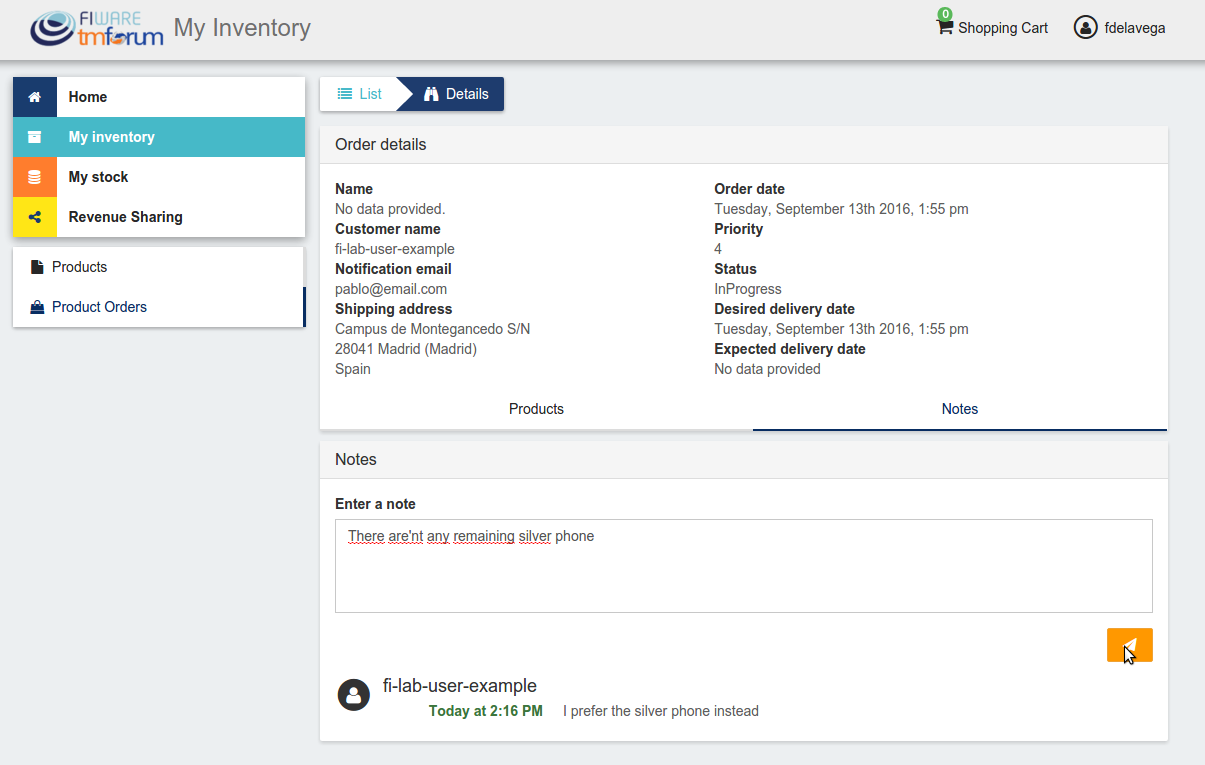 FIWARE
tmforum
My Inventory
0
Shopping Cart
fdelavega
Home
My inventory
My stock
Revenue Sharing
Products
Product Orders
List
Details
Order details
Name
No data provided.
Customer name
fi-lab-user-example
Notification email
pablo@email.com
Shipping address
Campus de Montegancedo S/N
28041 Madrid (Madrid)
Spain
Order date
Tuesday, September 13th 2016, 1:55 pm
Priority
4
Status
InProgress
Desired delivery date
Tuesday, September 13th 2016, 1:55 pm
Expected delivery date
No data provided
Products
Notes
Notes
Enter a note
There are'nt any remaining silver phone
fi-lab-user-example
Today at 2:16 PM I prefer the silver phone instead